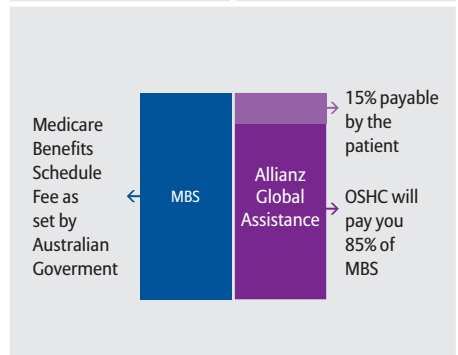 Medicare
Benefits
Schedule
Fee as
set by
Australian
Goverment
MBS
Allianz
Global
Assistance
15% payable
by the
patient
OSHC will
pay you
85% of
MBS